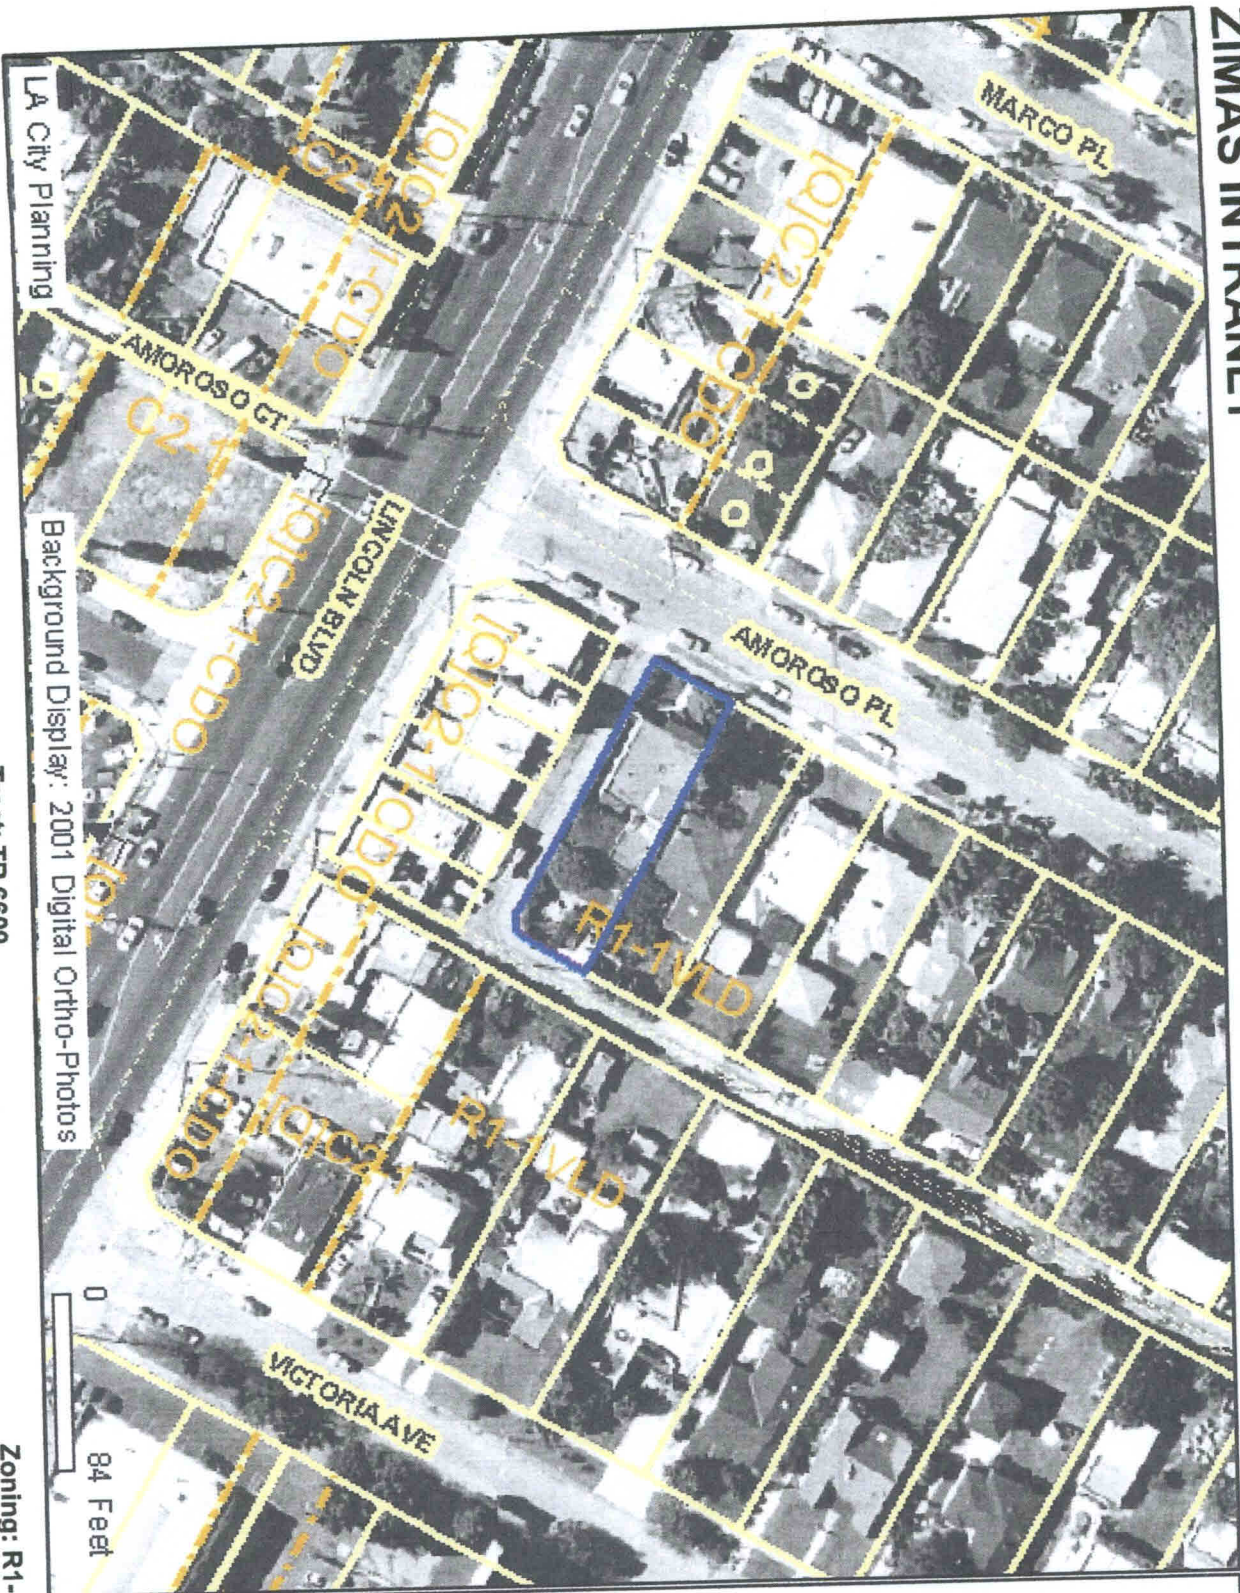 ZIMAS INTRANET
LA City Planning
Background Display: 2001 Digital Ortho-Photos
0
84 Feet
MARCO PL
[Q]C2-1-CDO
[Q]C2-1-CDO
C2-1
AMOROSO CT
C2-1
[Q]C2-1-CDO
LINCOLN BLVD
AMOROSO PL
[Q]C2-1-CDO
R1-1VLD
[Q]C2-1-CDO
[Q]C2-1
R1-1VLD
VICTORIA AVE
Zoning: R1-